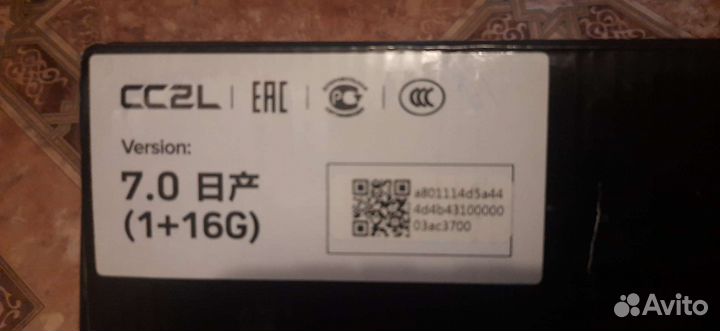 CC2L | EAC | PC | CCC
Version:
7.0 日产
(1+16G)
a801114d5a44
4d4b43100000
03ac3700
Avito